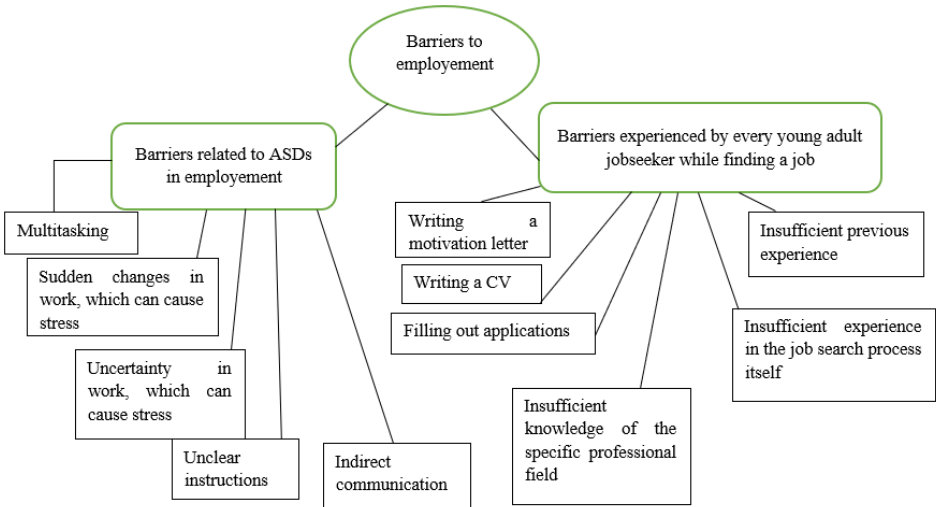 Barriers to
employement
Barriers related to ASDs
in employement
Barriers experienced by every young adult
jobseeker while finding a job
Multitasking
Sudden changes in
work, which can cause
stress
Uncertainty in
work, which can
cause stress
Unclear
instructions
Indirect
communication
Writing a
motivation letter
Writing a CV
Filling out applications
Insufficient
knowledge of the
specific professional
field
Insufficient experience
in the job search process
itself
Insufficient previous
experience